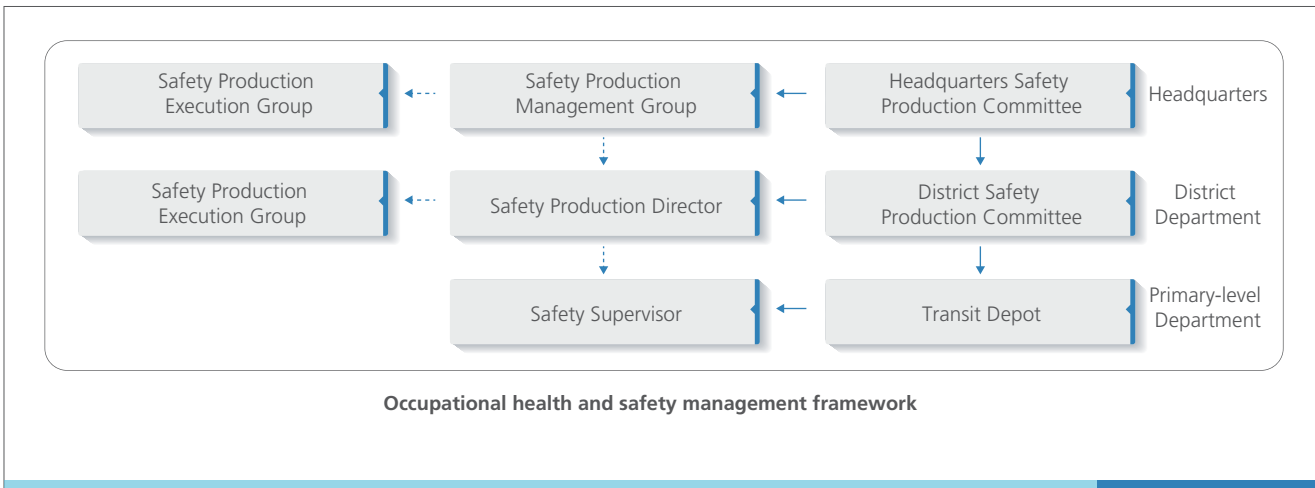 Safety Production
Execution Group
Safety Production
Management Group
Headquarters Safety
Production Committee
Headquarters
Safety Production
Execution Group
Safety Production Director
District Safety
Production Committee
District
Department
Safety Supervisor
Transit Depot
Primary-level
Department
Occupational health and safety management framework